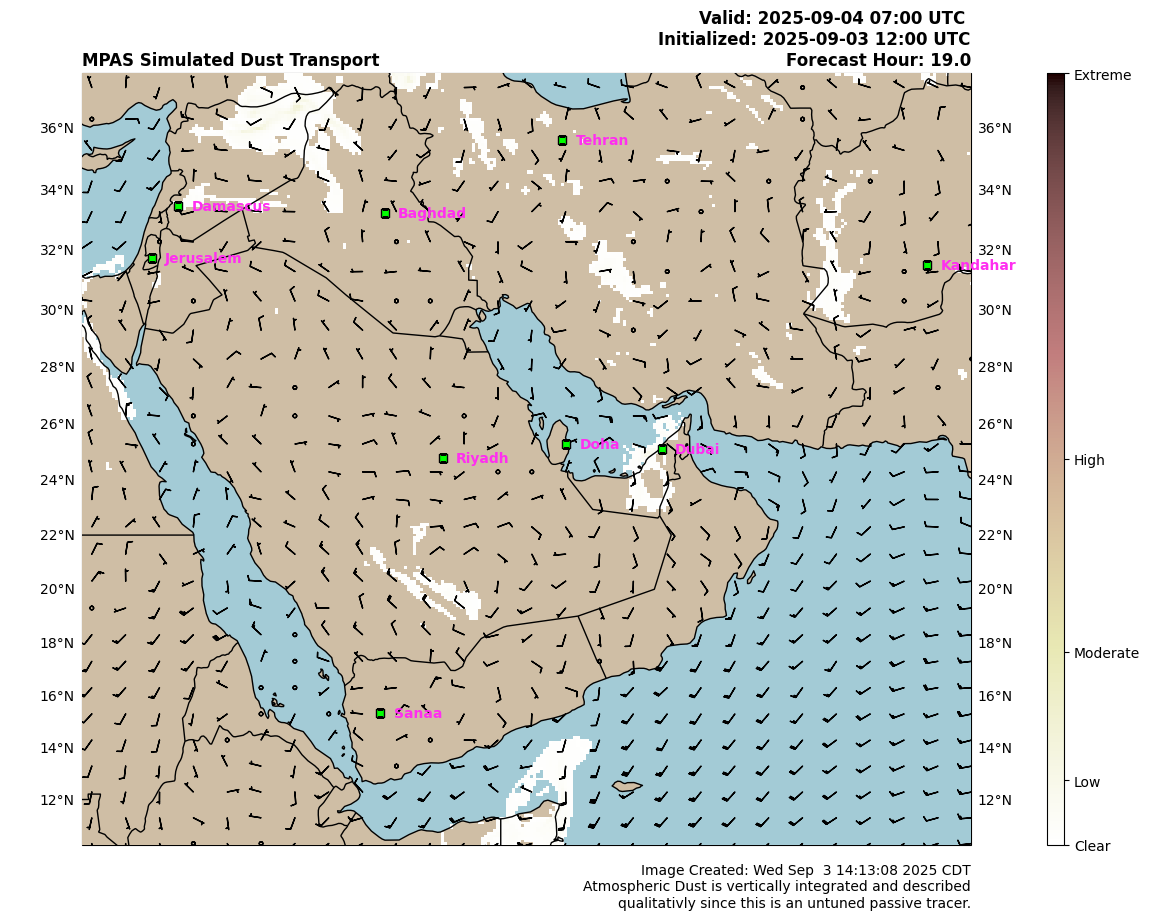 Valid: 2025-09-04 07:00 UTC
Initialized: 2025-09-03 12:00 UTC
MPAS Simulated Dust Transport
Forecast Hour: 19.0
Extreme
36°N
Tehran
36°N
34°N
Damascus
Baghdad
34°N
32°N
Jerusalem
32°N
Kandahar
30°N
30°N
28°N
28°N
26°N
26°N
Doha
Dubai
Riyadh
High
24°N
24°N
22°N
22°N
20°N
20°N
18°N
18°N
Moderate
16°N
16°N
Sanaa
14°N
14°N
Low
12°N
12°N
Clear
Image Created: Wed Sep  3 14:13:08 2025 CDT
Atmospheric Dust is vertically integrated and described
qualitativly since this is an untuned passive tracer.